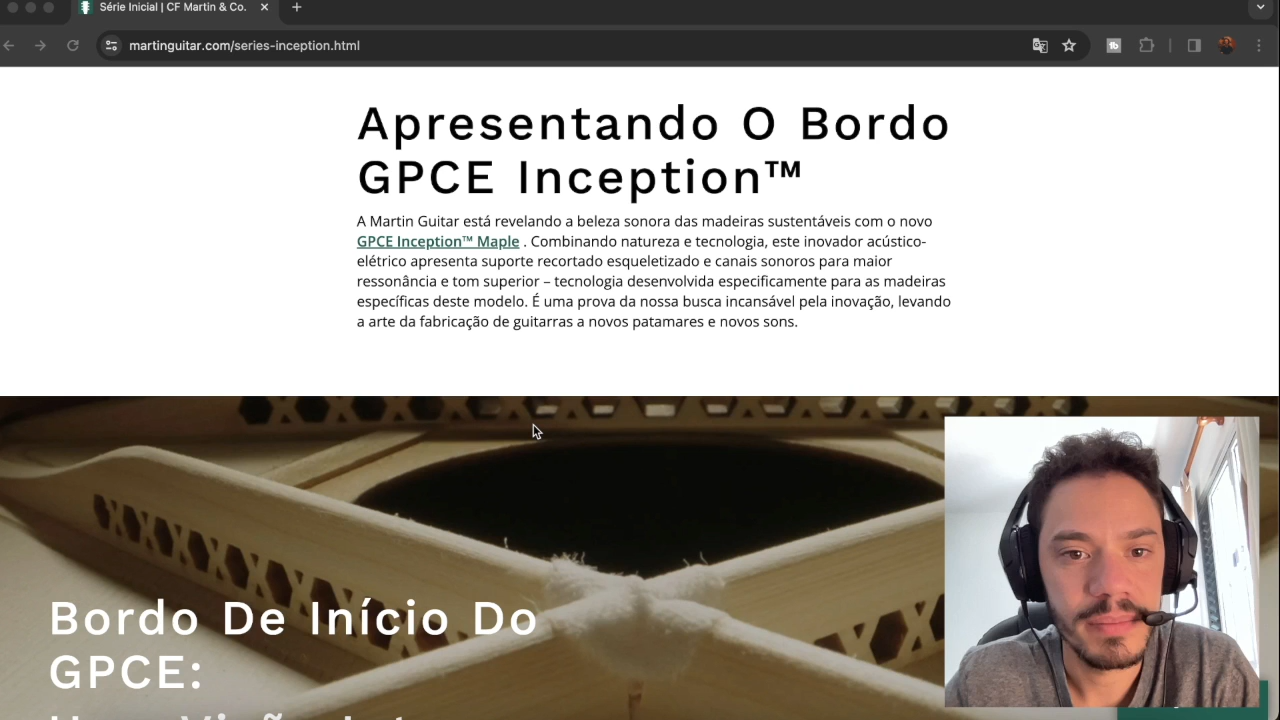 Série Inicial | CF Martin & Co.
martinguitar.com/series-inception.html
Apresentando O Bordo
GPCE Inception™
A Martin Guitar está revelando a beleza sonora das madeiras sustentáveis com o novo
GPCE Inception™ Maple . Combinando natureza e tecnologia, este inovador acústico-
elétrico apresenta suporte recortado esqueletizado e canais sonoros para maior
ressonância e tom superior – tecnologia desenvolvida especificamente para as madeiras
específicas deste modelo. É uma prova da nossa busca incansável pela inovação, levando
a arte da fabricação de guitarras a novos patamares e novos sons.
Bordo De Início Do
GPCE: